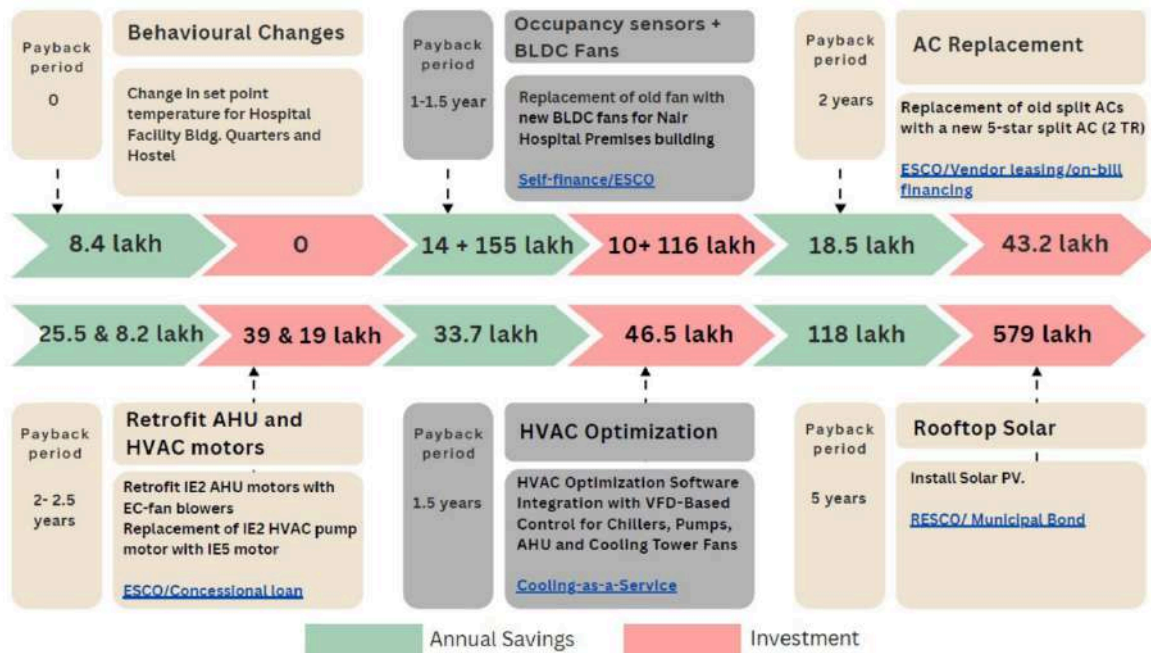 Payback
period
0
Behavioural Changes
Change in set point
temperature for Hospital
Facility Bldg. Quarters and
Hostel
Payback
period
1-1.5 year
Occupancy sensors +
BLDC Fans
Replacement of old fan with
new BLDC fans for Nair
Hospital Premises building
Self-finance/ESCO
Payback
period
2 years
AC Replacement
Replacement of old split ACs
with a new 5-star split AC (2 TR)
ESCO/Vendor leasing/on-bill
financing
8.4 lakh
0
14 + 155 lakh
10+ 116 lakh
18.5 lakh
43.2 lakh
25.5 & 8.2 lakh
39 & 19 lakh
33.7 lakh
46.5 lakh
118 lakh
579 lakh
Payback
period
2- 2.5
years
Retrofit AHU and
HVAC motors
Retrofit IE2 AHU motors with
EC-fan blowers
Replacement of IE2 HVAC pump
motor with IE5 motor
ESCO/Concessional loan
Payback
period
1.5 years
HVAC Optimization
HVAC Optimization Software
Integration with VFD-Based
Control for Chillers, Pumps,
AHU and Cooling Tower Fans
Cooling-as-a-Service
Payback
period
5 years
Rooftop Solar
Install Solar PV.
RESCO/ Municipal Bond
Annual Savings
Investment